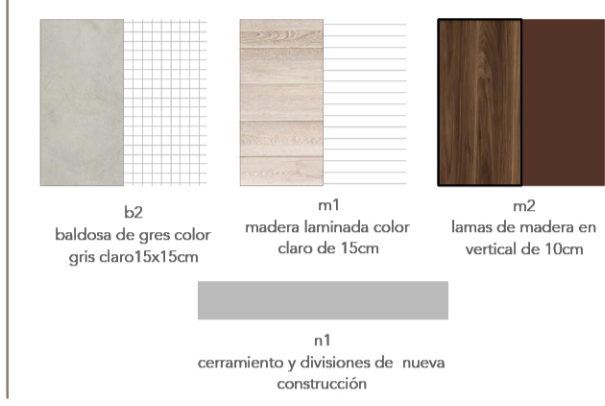 b2
baldosa de gres color
gris claro15x15cm
m1
madera laminada color
claro de 15cm
m2
lamas de madera en
vertical de 10cm
n1
cerramiento y divisiones de nueva
construcción